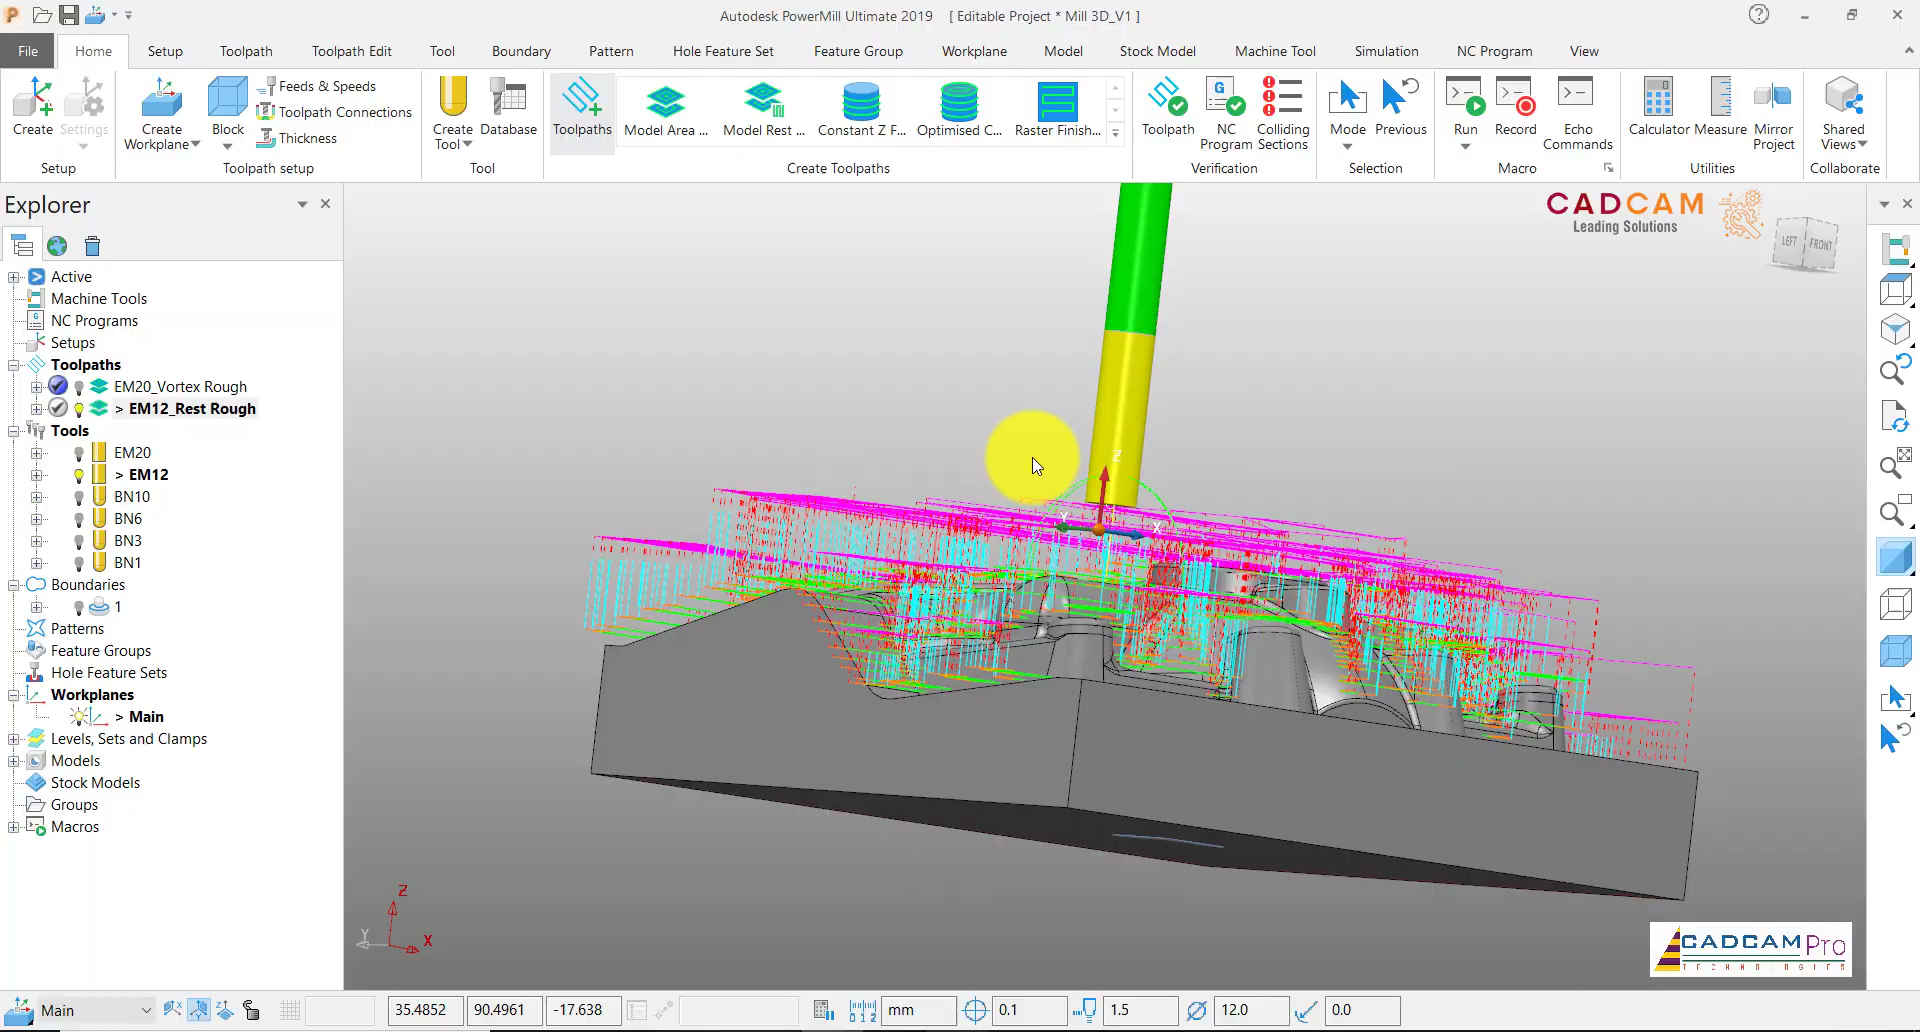 Autodesk PowerMill Ultimate 2019 [ Editable Project * Mill 3D_V1 ]
File Home Setup Toolpath Toolpath Edit Tool Boundary Pattern Hole Feature Set Feature Group Workplane Model Stock Model Machine Tool Simulation NC Program View
Create
Settings
Setup
Create Workplane
Block
Feeds & Speeds
Toolpath Connections
Thickness
Toolpath setup
Create Tool
Database
Tool
Toolpaths
Model Area ...
Model Rest ...
Constant Z F...
Optimised C...
Raster Finish...
Create Toolpaths
Toolpath
NC Program
Colliding Sections
Verification
Mode
Previous
Selection
Run
Record
Echo Commands
Macro
Calculator
Measure
Mirror Project
Utilities
Shared Views
Collaborate
Explorer
Active
Machine Tools
NC Programs
Setups
Toolpaths
EM20_Vortex Rough
> EM12_Rest Rough
Tools
EM20
> EM12
BN10
BN6
BN3
BN1
Boundaries
1
Patterns
Feature Groups
Hole Feature Sets
Workplanes
> Main
Levels, Sets and Clamps
Models
Stock Models
Groups
Macros
CADCAM
Leading Solutions
LEFT FRONT
Z
Y
X
Z
Y
X
CADCAM Pro
TECHNOLOGIES
Main 35.4852 90.4961 -17.638 mm 0.1 1.5 12.0 0.0